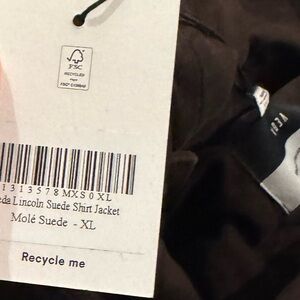 FSC
RECYCLED
1313578MXS0XL
eda Lincoln Suede Shirt Jacket
Molé Suede - XL
Recycle me